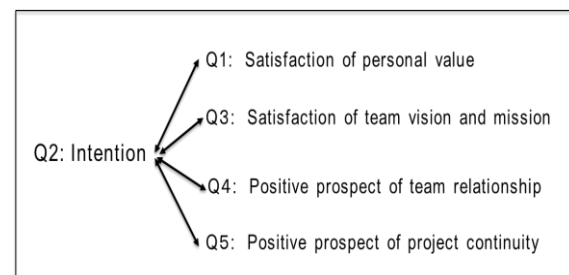 Q1: Satisfaction of personal value
Q3: Satisfaction of team vision and mission
Q2: Intention
Q4: Positive prospect of team relationship
Q5: Positive prospect of project continuity